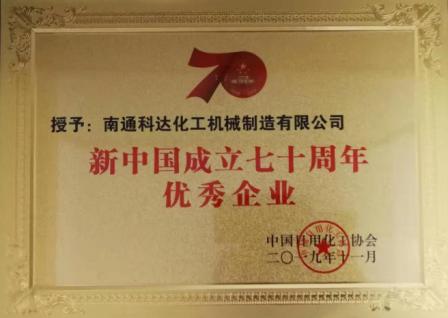 70
授予：南通科达化工机械制造有限公司
新中国成立七十周年
优秀企业
中国日用化工协会
二〇一九年十一月